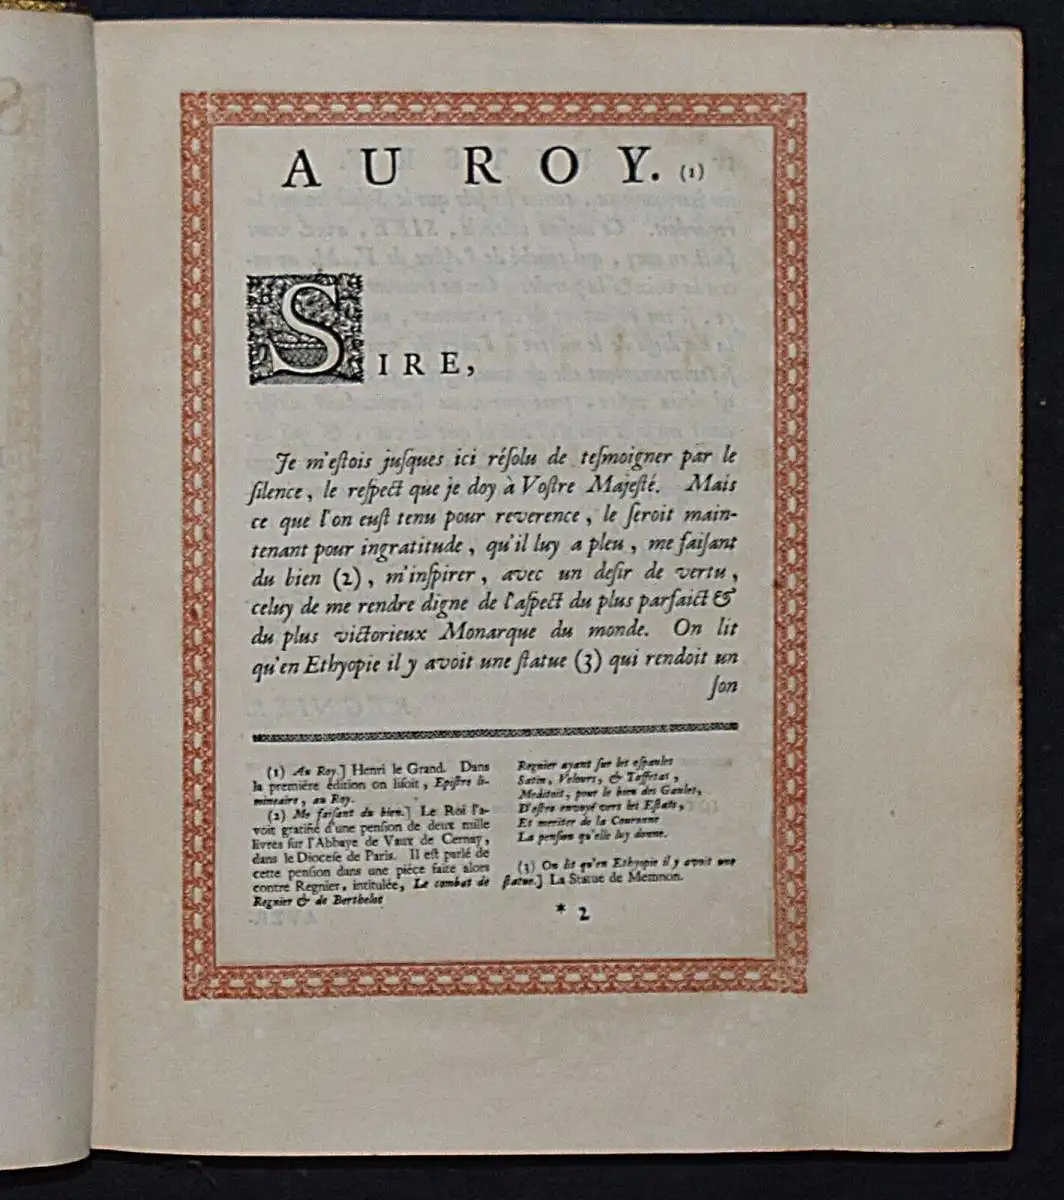 AU ROY. (1)
SIRE,
Je m'eſtois juſques ici réſolu de teſmoigner par le
ſilence, le reſpect que je doy à Voſtre Majeſté. Mais
ce que l'on euſt tenu pour reverence, le ſeroit main-
tenant pour ingratitude, qu'il luy a pleu, me faiſant
du bien (2), m'inſpirer, avec un deſir de vertu,
celuy de me rendre digne de l'aſpect du plus parfaict &
du plus victorieux Monarque du monde. On lit
qu'en Ethyopie il y avoit une ſtatue (3) qui rendoit un
ſon
(1) Au Roy.] Henri le Grand. Dans
la premiére édition on liſoit, Epiſtre li-
mineaire, au Roy.
(2) Me faiſant du bien.] Le Roi l'a-
voit gratifié d'une penſion de deux mille
livres ſur l'Abbaye de Vaux de Cernay,
dans le Dioceſe de Paris. Il eſt parlé de
cette penſion dans une piéce faite alors
contre Regnier, intitulée, Le combat de
Regnier & de Berthelot
Regnier ayant ſur les eſpaules
Satin, Velours, & Taffetas,
Meditoit, pour le bien des Gaules,
D'eſtre envoyé vers les Eſtats,
Et meriter de la Couronne
La penſion qu'elle luy donne.
(3) On lit qu'en Ethyopie il y avoit une
ſtatue.] La Statue de Memnon.
* 2